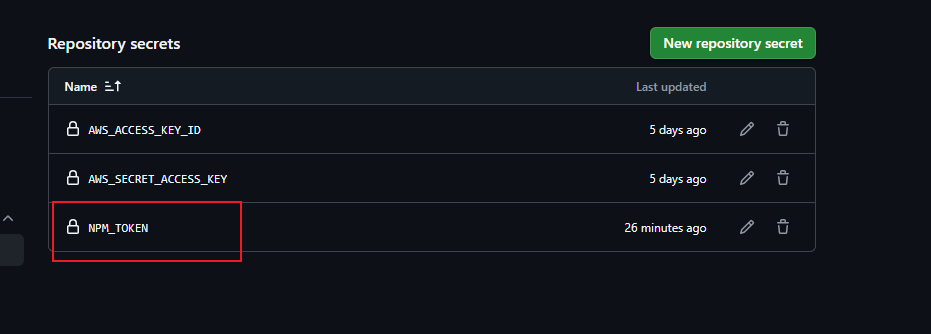 Repository secrets
New repository secret
Name
Last updated
AWS_ACCESS_KEY_ID
5 days ago
AWS_SECRET_ACCESS_KEY
5 days ago
NPM_TOKEN
26 minutes ago